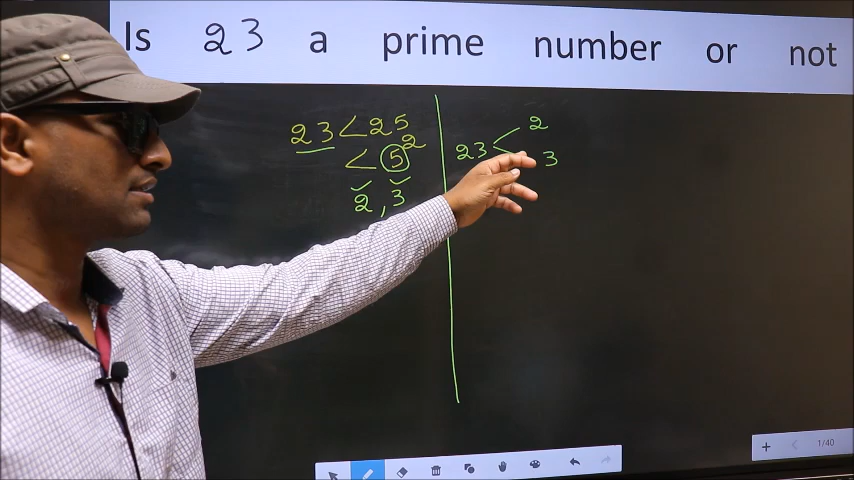 Is 23 a prime number or not
23 < 25
< 5²
2, 3
23 < 2
3
1/40